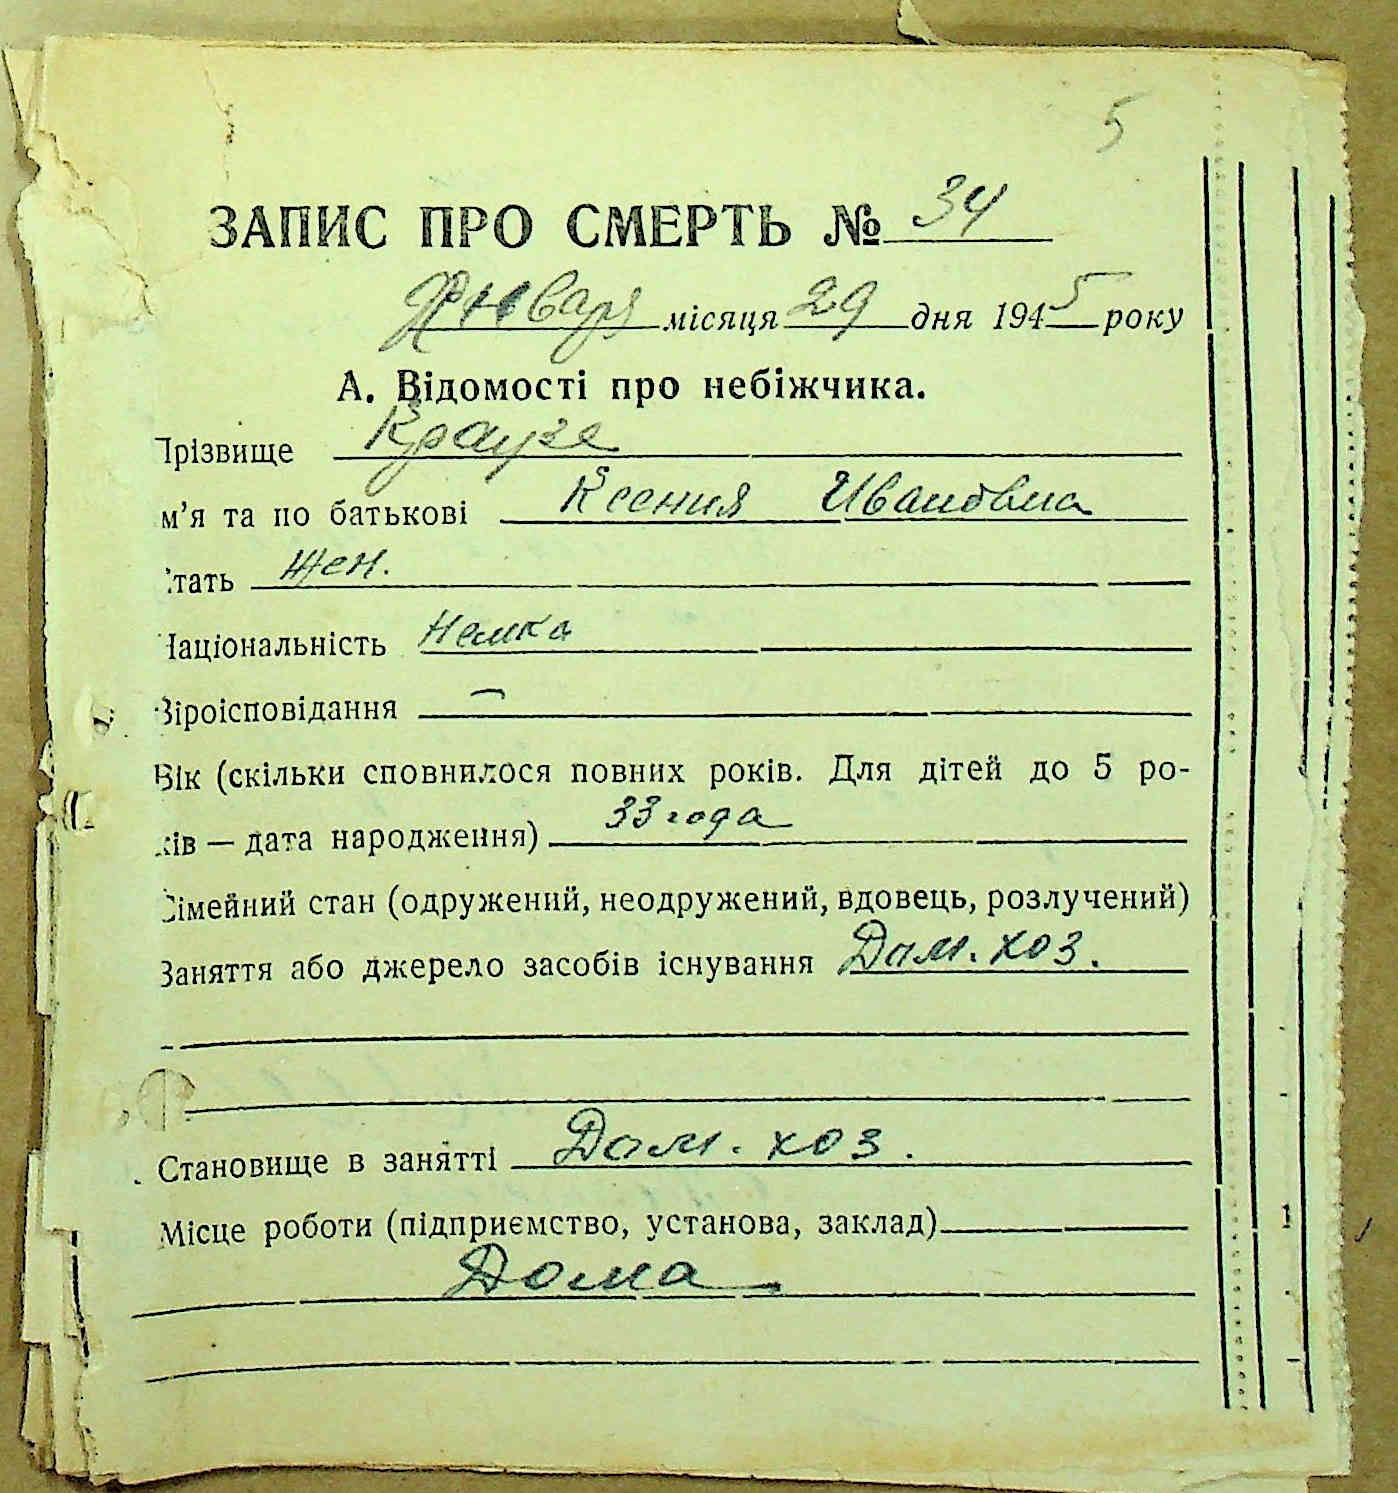 5
ЗАПИС ПРО СМЕРТЬ № 34
Января місяця 29 дня 1945 року
А. Відомості про небіжчика.
Прізвище Краузе
м'я та по батькові Ксения Ивановна
Стать Жен.
Національність Немка
Віроісповідання —
Вік (скільки сповнилося повних років. Для дітей до 5 ро-
ків — дата народження) 33 года
Сімейний стан (одружений, неодружений, вдовець, розлучений)
Заняття або джерело засобів існування Дом. хоз.
Становище в занятті Дом. хоз.
Місце роботи (підприємство, установа, заклад)
Дома